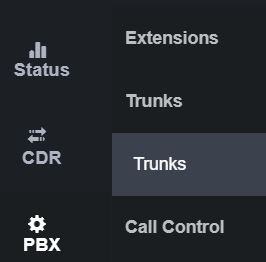 Extensions
Status
Trunks
CDR
Trunks
PBX
Call Control